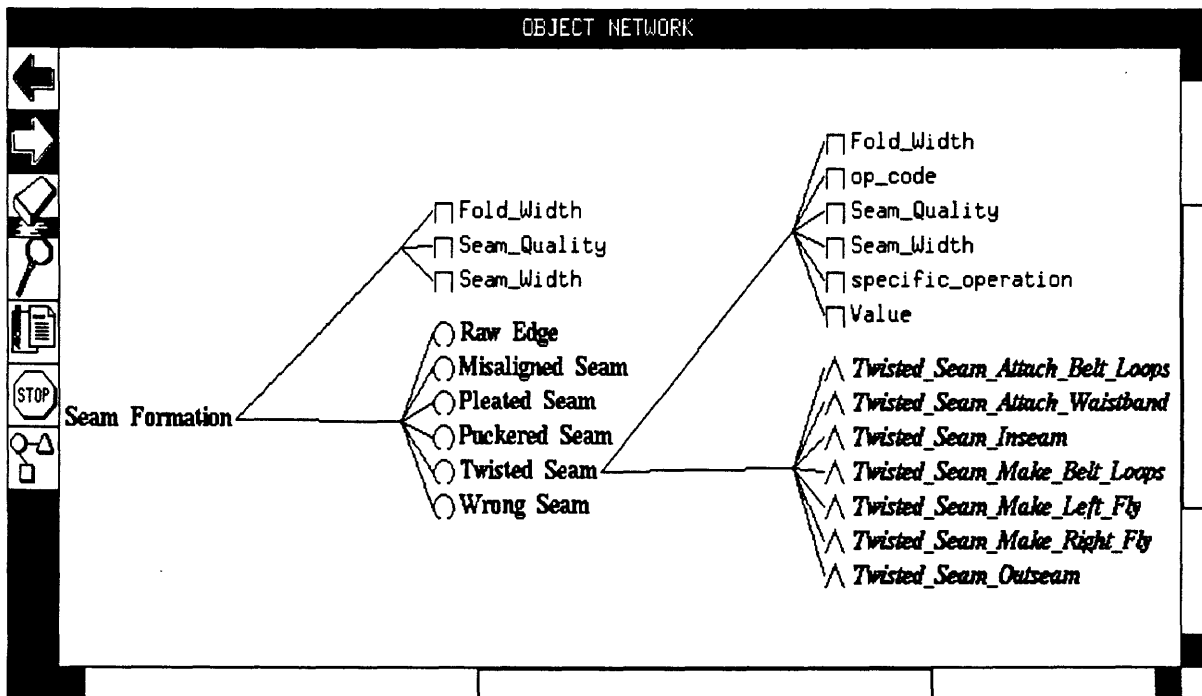 OBJECT NETWORK
STOP
Seam Formation
Fold_Width
Seam_Quality
Seam_Width
Raw Edge
Misaligned Seam
Pleated Seam
Puckered Seam
Twisted Seam
Wrong Seam
Fold_Width
op_code
Seam_Quality
Seam_Width
specific_operation
Value
Twisted_Seam_Attach_Belt_Loops
Twisted_Seam_Attach_Waistband
Twisted_Seam_Inseam
Twisted_Seam_Make_Belt_Loops
Twisted_Seam_Make_Left_Fly
Twisted_Seam_Make_Right_Fly
Twisted_Seam_Outseam